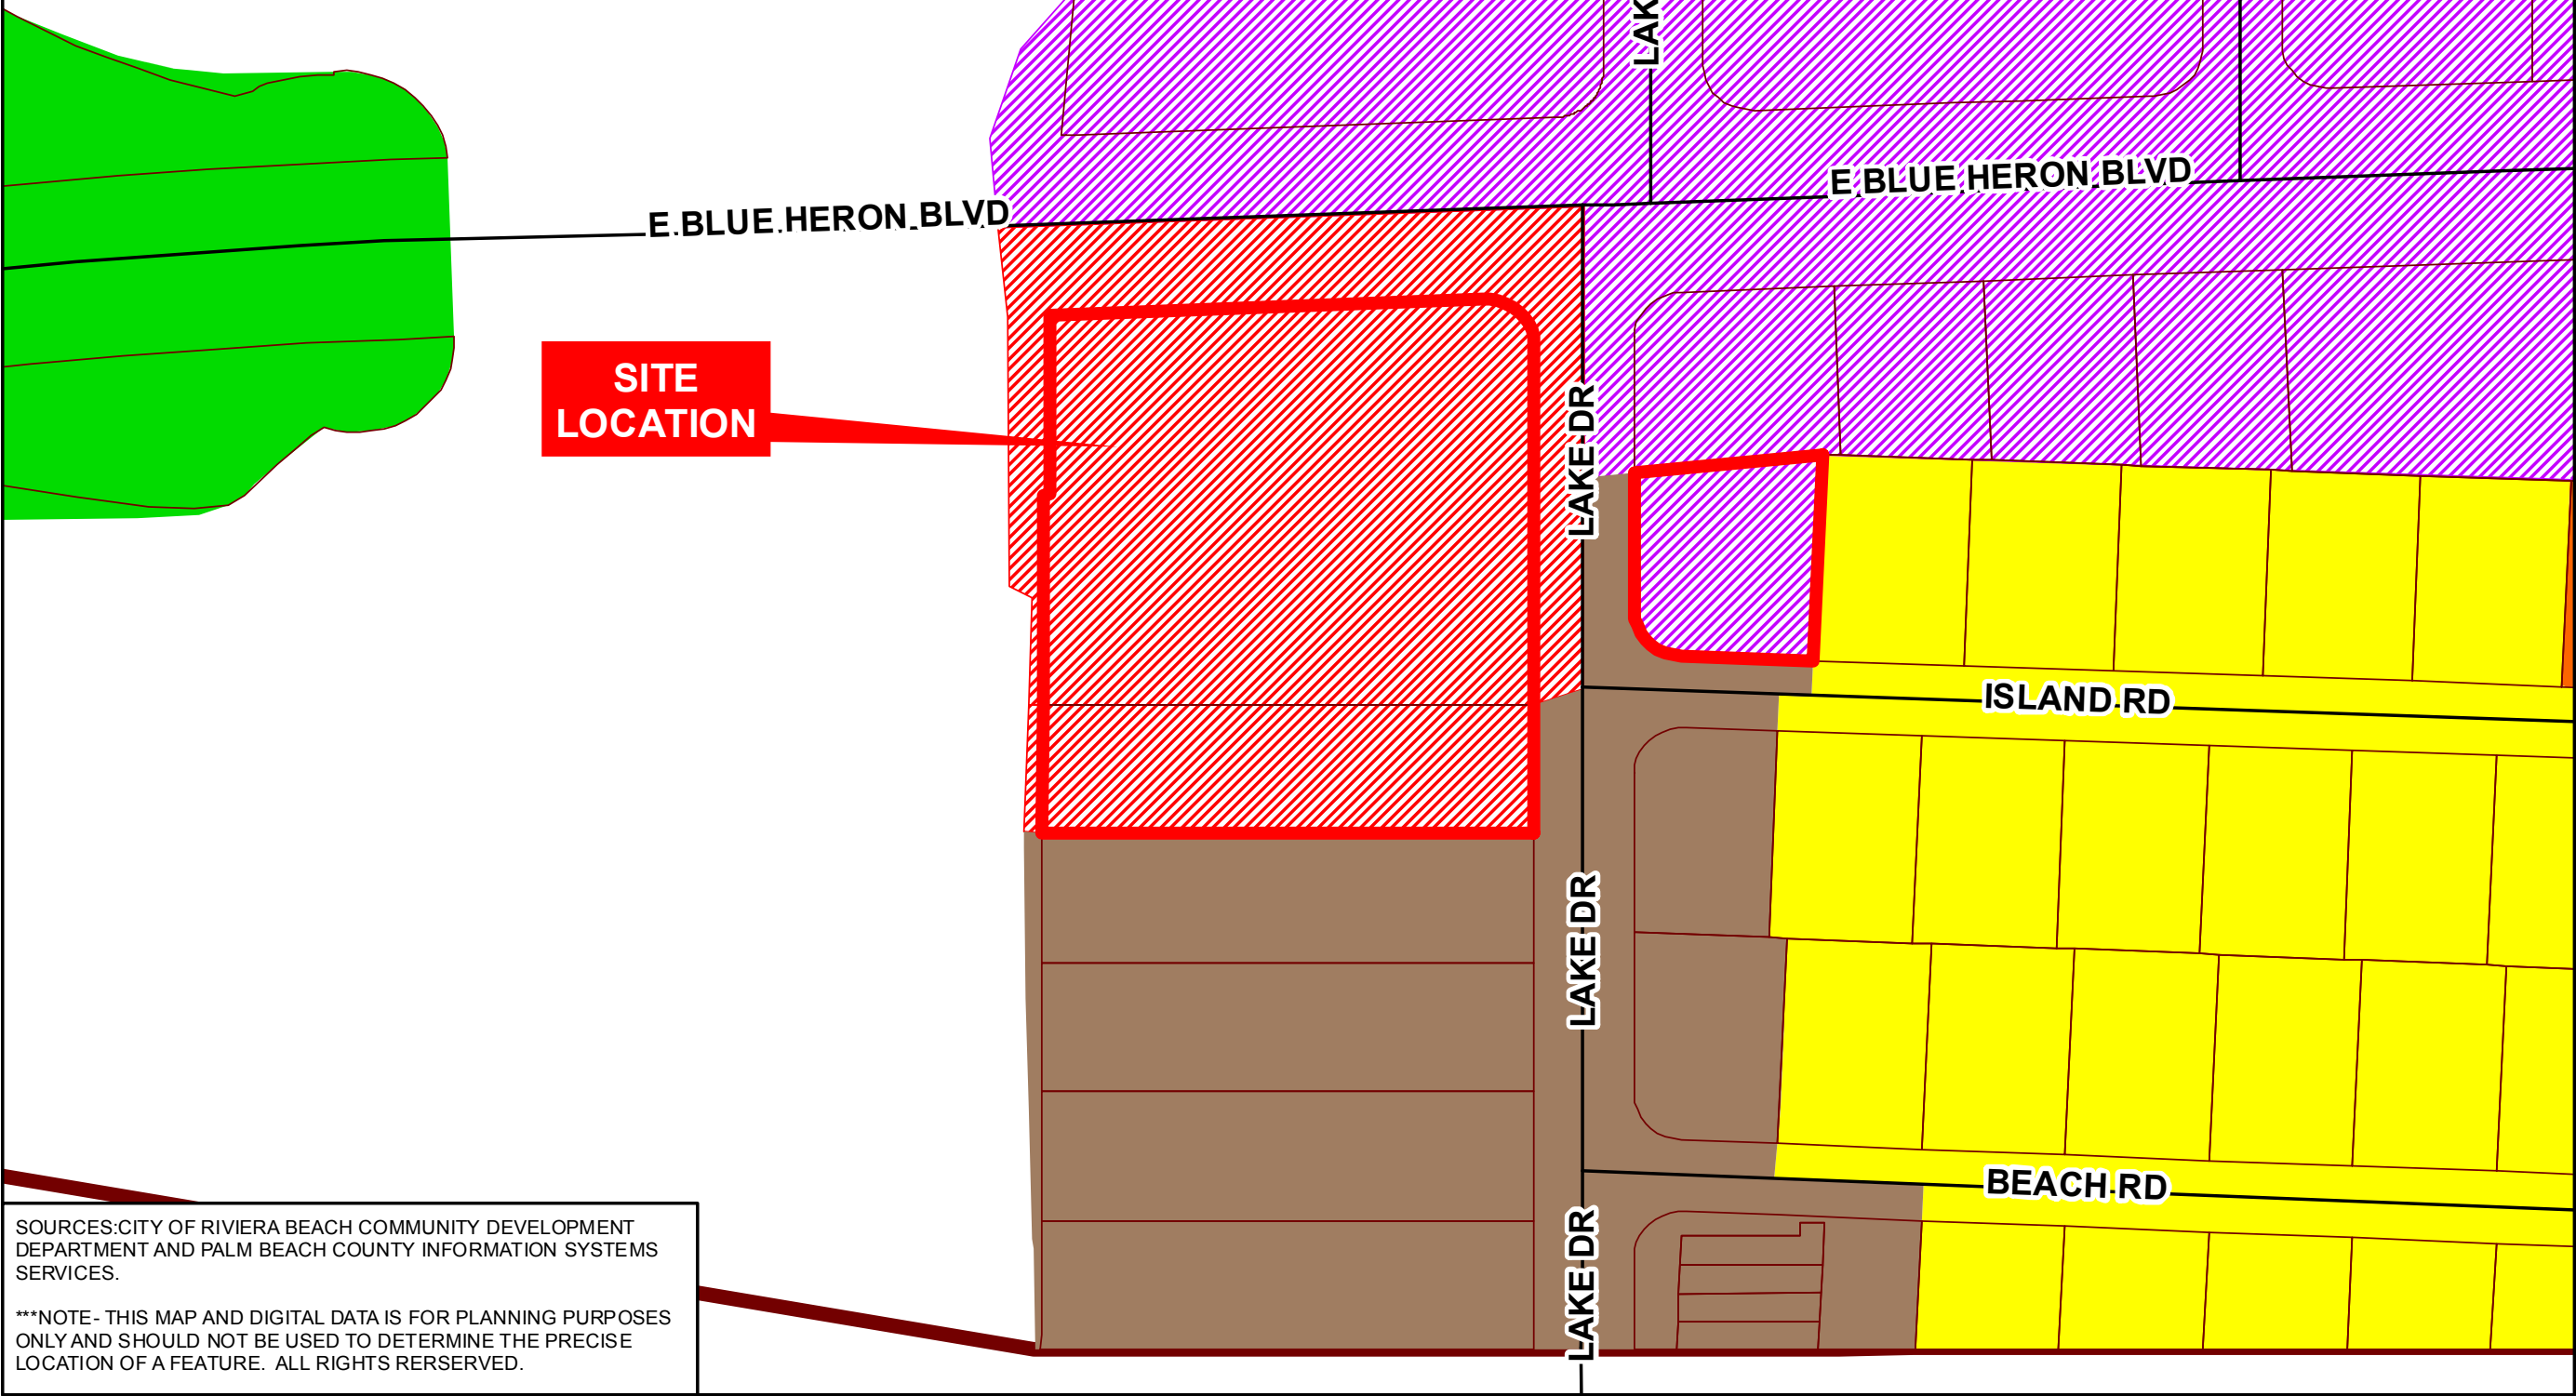 LAK
E BLUE HERON BLVD
E BLUE HERON BLVD
SITE
LOCATION
LAKE DR
ISLAND RD
LAKE DR
BEACH RD
LAKE DR
SOURCES:CITY OF RIVIERA BEACH COMMUNITY DEVELOPMENT
DEPARTMENT AND PALM BEACH COUNTY INFORMATION SYSTEMS
SERVICES.
***NOTE- THIS MAP AND DIGITAL DATA IS FOR PLANNING PURPOSES
ONLY AND SHOULD NOT BE USED TO DETERMINE THE PRECISE
LOCATION OF A FEATURE. ALL RIGHTS RERSERVED.